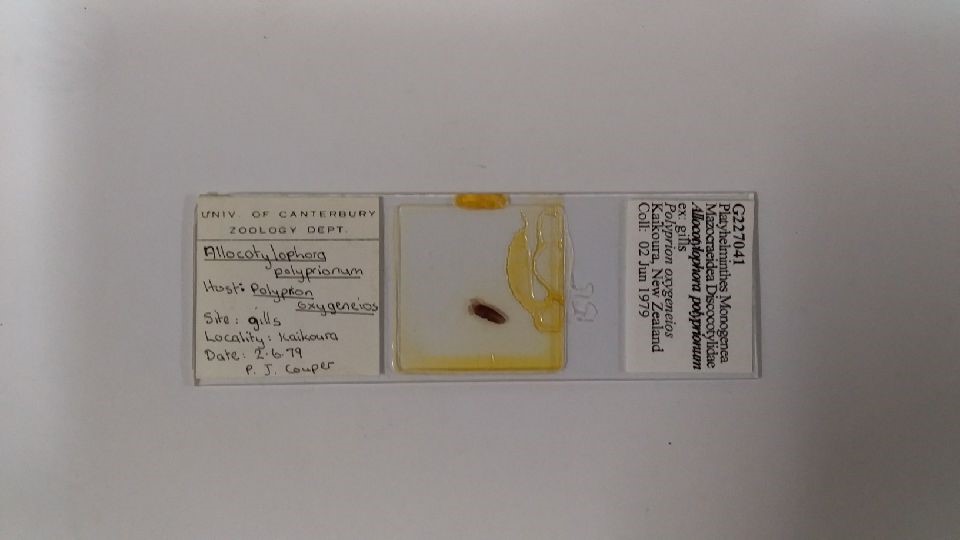 UNIV. OF CANTERBURY
ZOOLOGY DEPT.
Allocotylophora
polyprionum
Host: Polyprion
oxygeneios
Site: gills
Locality: Kaikoura
Date: 2.6.79
P. J. Couper
G227041
Platyhelminthes Monogenea
Mazocraeidea Discocotylidae
Allocotylophora polyprionum
ex: gills
Polyprion oxygeneios
Kaikoura, New Zealand
Coll: 02 Jun 1979